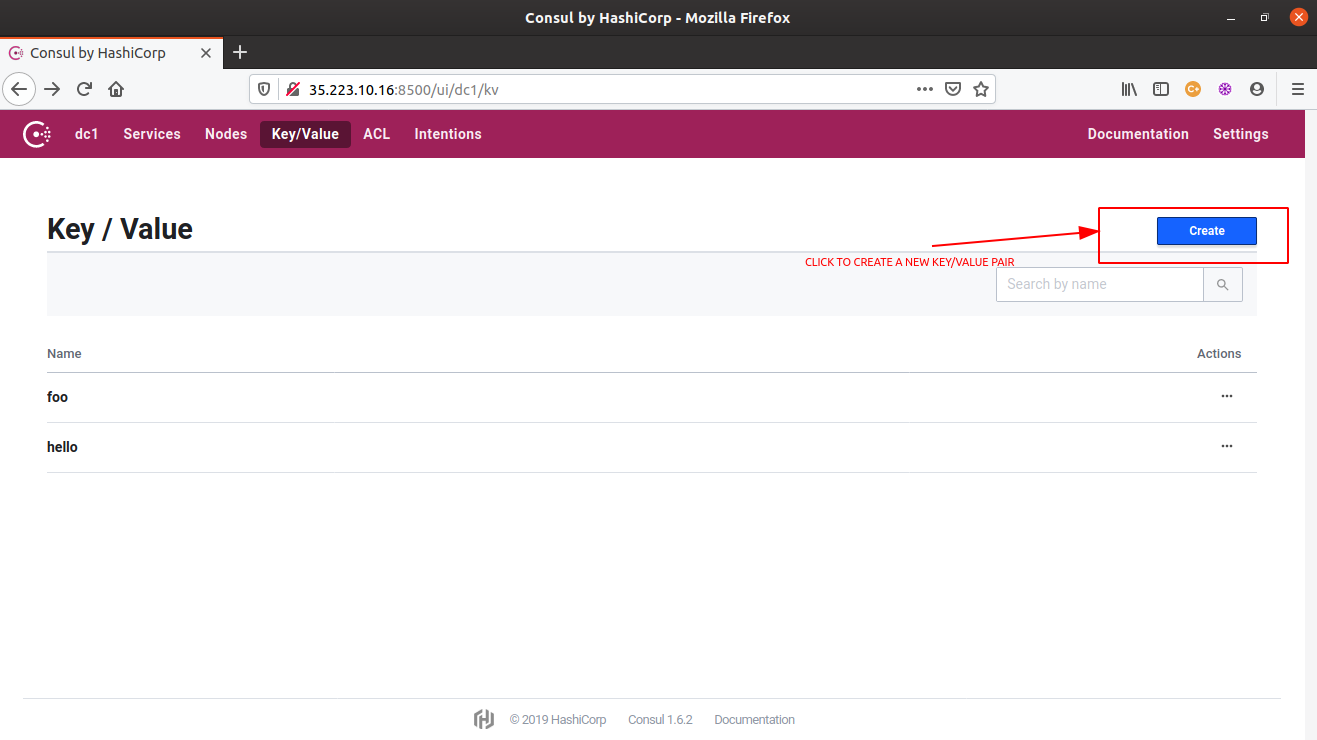 Consul by HashiCorp - Mozilla Firefox
Consul by HashiCorp
35.223.10.16:8500/ui/dc1/kv
dc1 Services Nodes Key/Value ACL Intentions Documentation Settings
Key / Value
Create
CLICK TO CREATE A NEW KEY/VALUE PAIR
Search by name
Name Actions
foo
hello
© 2019 HashiCorp Consul 1.6.2 Documentation